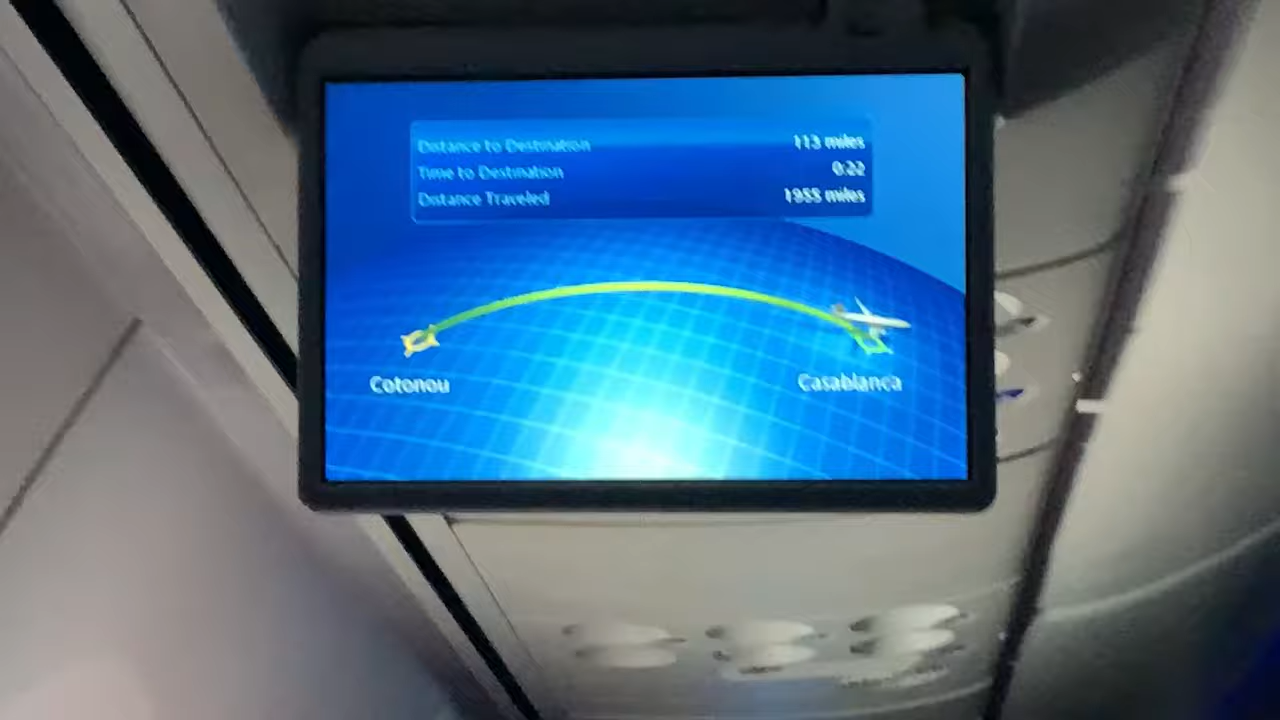 Distance to Destination 113 miles
Time to Destination 0:22
Distance Traveled 1955 miles
Cotonou
Casablanca